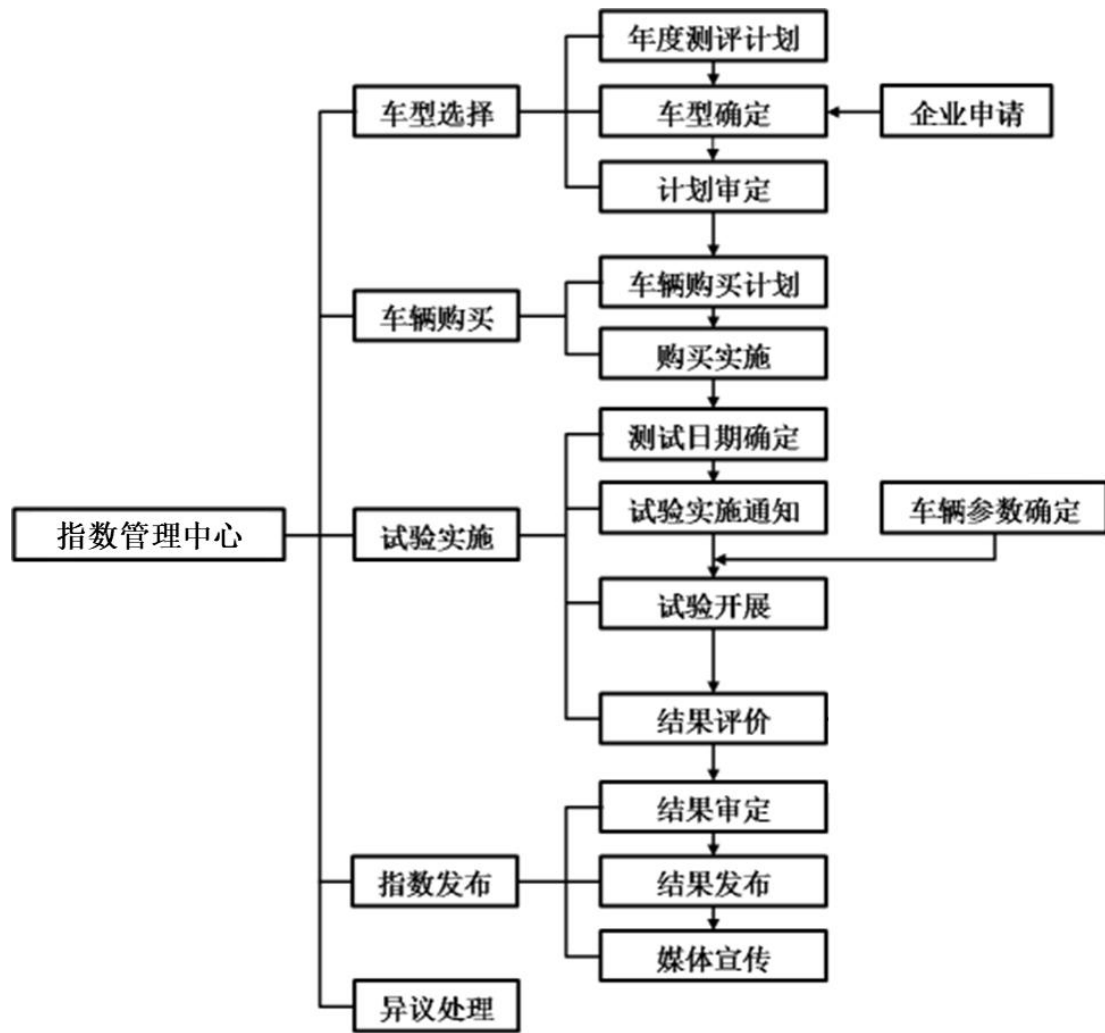 年度测评计划
车型选择
车型确定
企业申请
计划审定
车辆购买计划
车辆购买
购买实施
测试日期确定
试验实施通知
车辆参数确定
指数管理中心
试验实施
试验开展
结果评价
结果审定
指数发布
结果发布
媒体宣传
异议处理